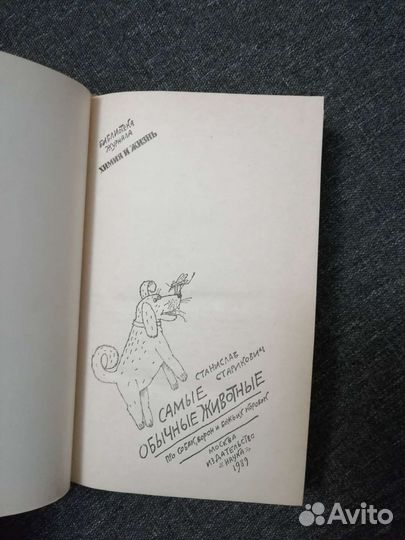 БИБЛИОТЕКА
ЖУРНАЛА
ХИМИЯ И ЖИЗНЬ
СТАНИСЛАВ
СТАРИКОВИЧ
САМЫЕ
ОБЫЧНЫЕ ЖИВОТНЫЕ
ПРО СОБАК, ВОРОН И БОЖЬИХ КОРОВОК
МОСКВА
ИЗДАТЕЛЬСТВО
«НАУКА»
1989
Avito